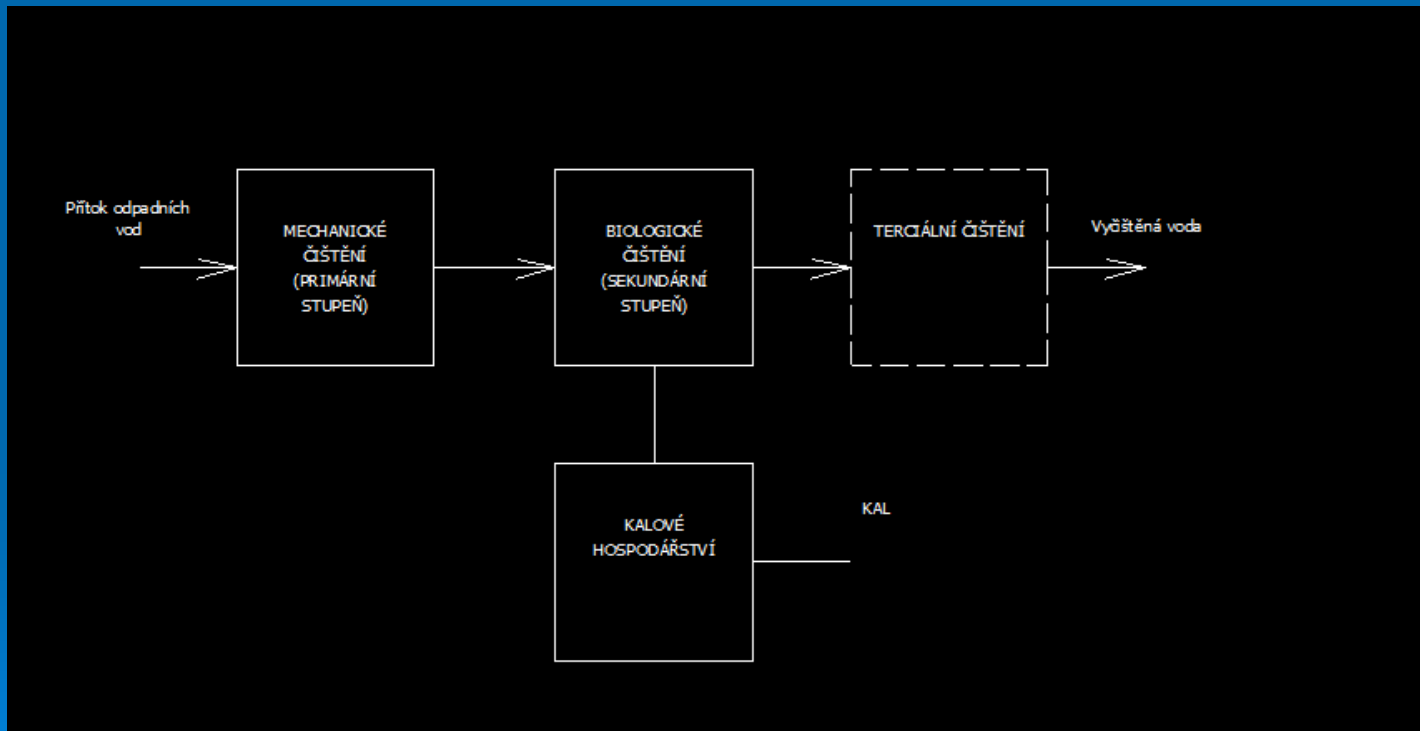 Přítok odpadních
vod
MECHANICKÉ
ČIŠTĚNÍ
(PRIMÁRNÍ
STUPEŇ)
BIOLOGICKÉ
ČIŠTĚNÍ
(SEKUNDÁRNÍ
STUPEŇ)
TERCIÁLNÍ ČIŠTĚNÍ
Vyčištěná voda
KALOVÉ
HOSPODÁŘSTVÍ
KAL